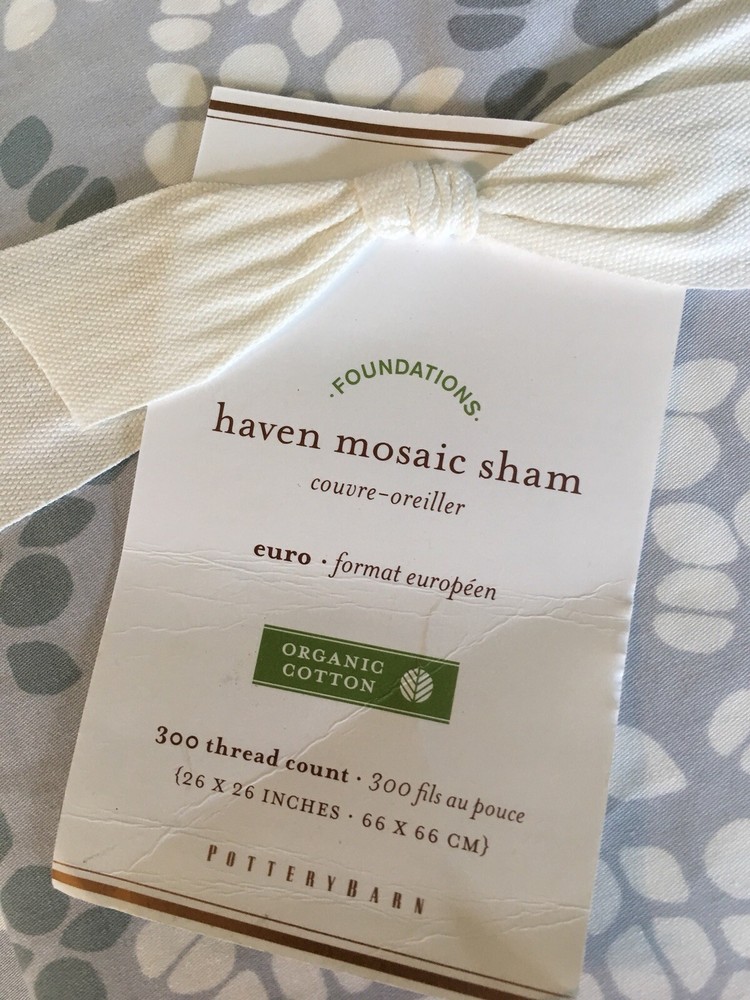 ·FOUNDATIONS·
haven mosaic sham
couvre-oreiller
euro · format européen
ORGANIC
COTTON
300 thread count · 300 fils au pouce
{26 X 26 INCHES · 66 X 66 CM}
POTTERYBARN